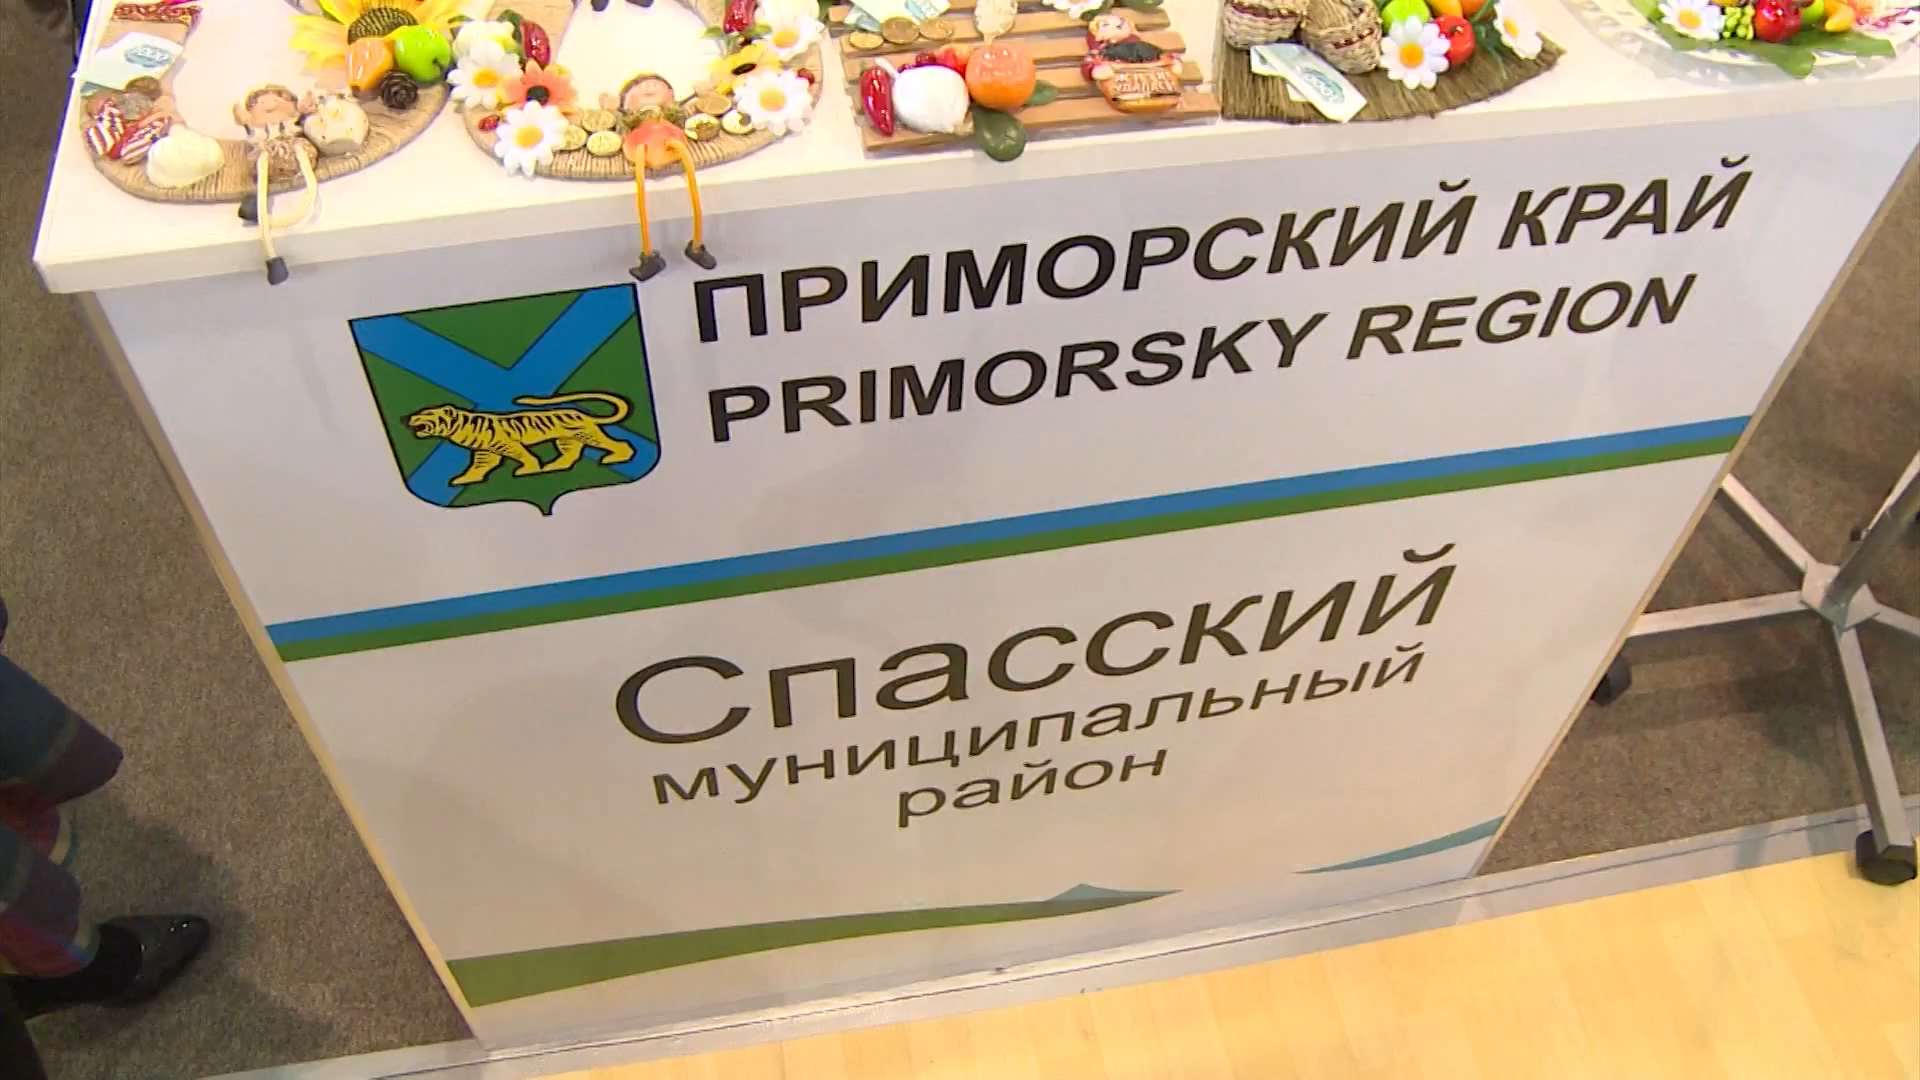 ПРИМОРСКИЙ КРАЙ
PRIMORSKY REGION
Спасский
муниципальный
район